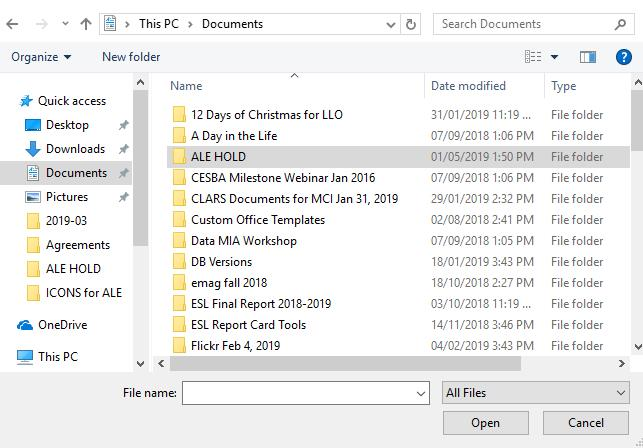 This PC > Documents
Search Documents
Organize
New folder
?
Name Date modified Type
Quick access
Desktop
Downloads
Documents
Pictures
2019-03
Agreements
ALE HOLD
ICONS for ALE
OneDrive
This PC
12 Days of Christmas for LLO 31/01/2019 11:19 ... File folder
A Day in the Life 07/09/2018 1:06 PM File folder
ALE HOLD 01/05/2019 1:50 PM File folder
CESBA Milestone Webinar Jan 2016 07/09/2018 1:06 PM File folder
CLARS Documents for MCI Jan 31, 2019 29/01/2019 2:32 PM File folder
Custom Office Templates 02/08/2018 2:41 PM File folder
Data MIA Workshop 07/09/2018 1:05 PM File folder
DB Versions 18/01/2019 3:43 PM File folder
emag fall 2018 18/10/2018 2:27 PM File folder
ESL Final Report 2018-2019 03/10/2018 11:19 ... File folder
ESL Report Card Tools 14/11/2018 3:46 PM File folder
Flickr Feb 4, 2019 04/02/2019 3:43 PM File folder
File name:
All Files
Open
Cancel